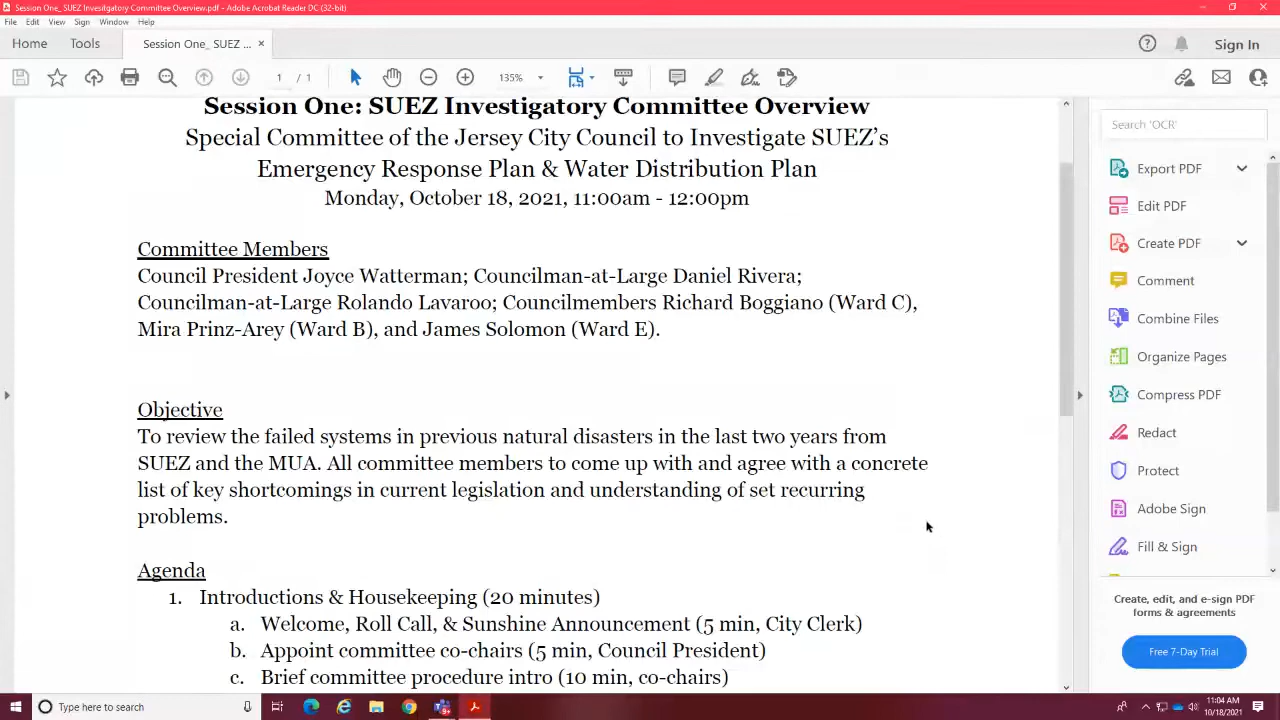 Session One_ SUEZ Invesitgatory Committee Overview.pdf - Adobe Acrobat Reader DC (32-bit)
File Edit View Sign Window Help
Home Tools Session One_ SUEZ ... × Sign In
1 / 1 135%
Session One: SUEZ Investigatory Committee Overview
Special Committee of the Jersey City Council to Investigate SUEZ’s
Emergency Response Plan & Water Distribution Plan
Monday, October 18, 2021, 11:00am - 12:00pm
Committee Members
Council President Joyce Watterman; Councilman-at-Large Daniel Rivera;
Councilman-at-Large Rolando Lavaroo; Councilmembers Richard Boggiano (Ward C),
Mira Prinz-Arey (Ward B), and James Solomon (Ward E).
Objective
To review the failed systems in previous natural disasters in the last two years from
SUEZ and the MUA. All committee members to come up with and agree with a concrete
list of key shortcomings in current legislation and understanding of set recurring
problems.
Agenda
1. Introductions & Housekeeping (20 minutes)
a. Welcome, Roll Call, & Sunshine Announcement (5 min, City Clerk)
b. Appoint committee co-chairs (5 min, Council President)
c. Brief committee procedure intro (10 min, co-chairs)
Search 'OCR'
Export PDF
Edit PDF
Create PDF
Comment
Combine Files
Organize Pages
Compress PDF
Redact
Protect
Adobe Sign
Fill & Sign
Create, edit, and e-sign PDF
forms & agreements
Free 7-Day Trial
Type here to search
11:04 AM
10/18/2021